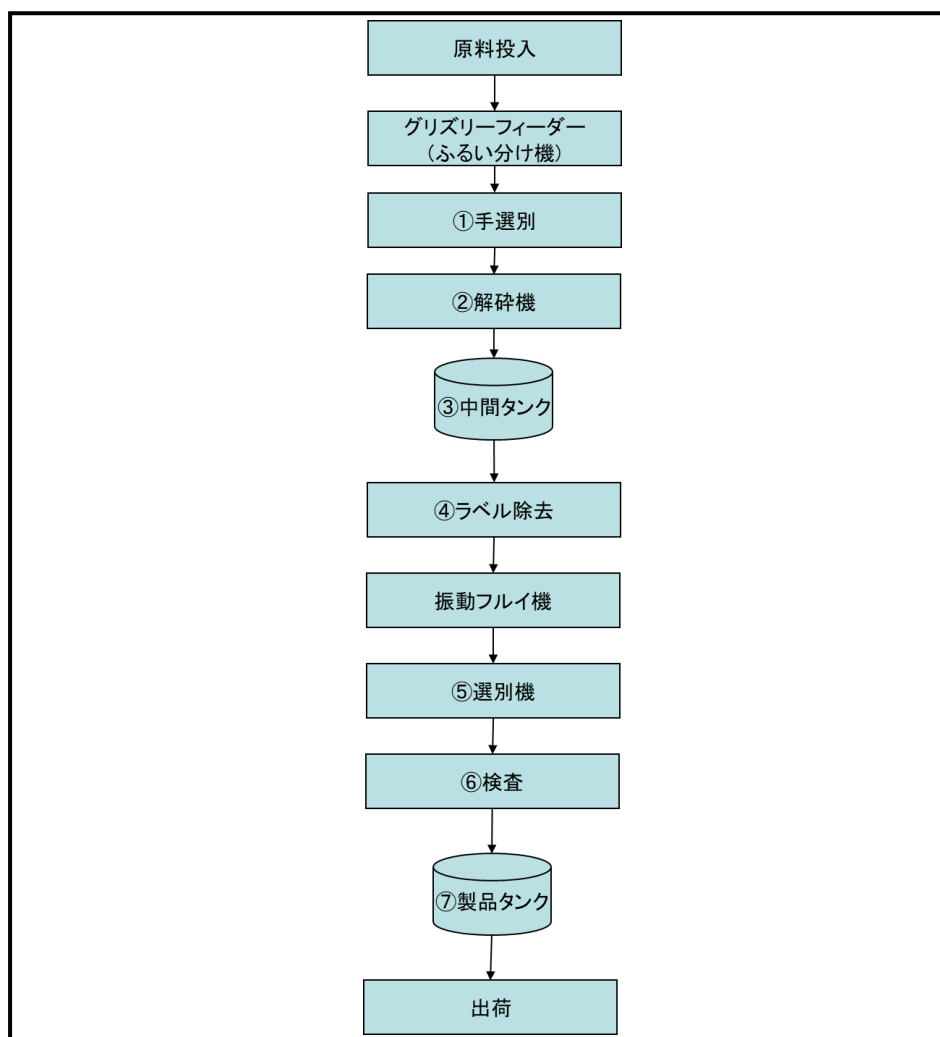 原料投入
グリズリーフィーダー
(ふるい分け機)
①手選別
②解砕機
③中間タンク
④ラベル除去
振動フルイ機
⑤選別機
⑥検査
⑦製品タンク
出荷